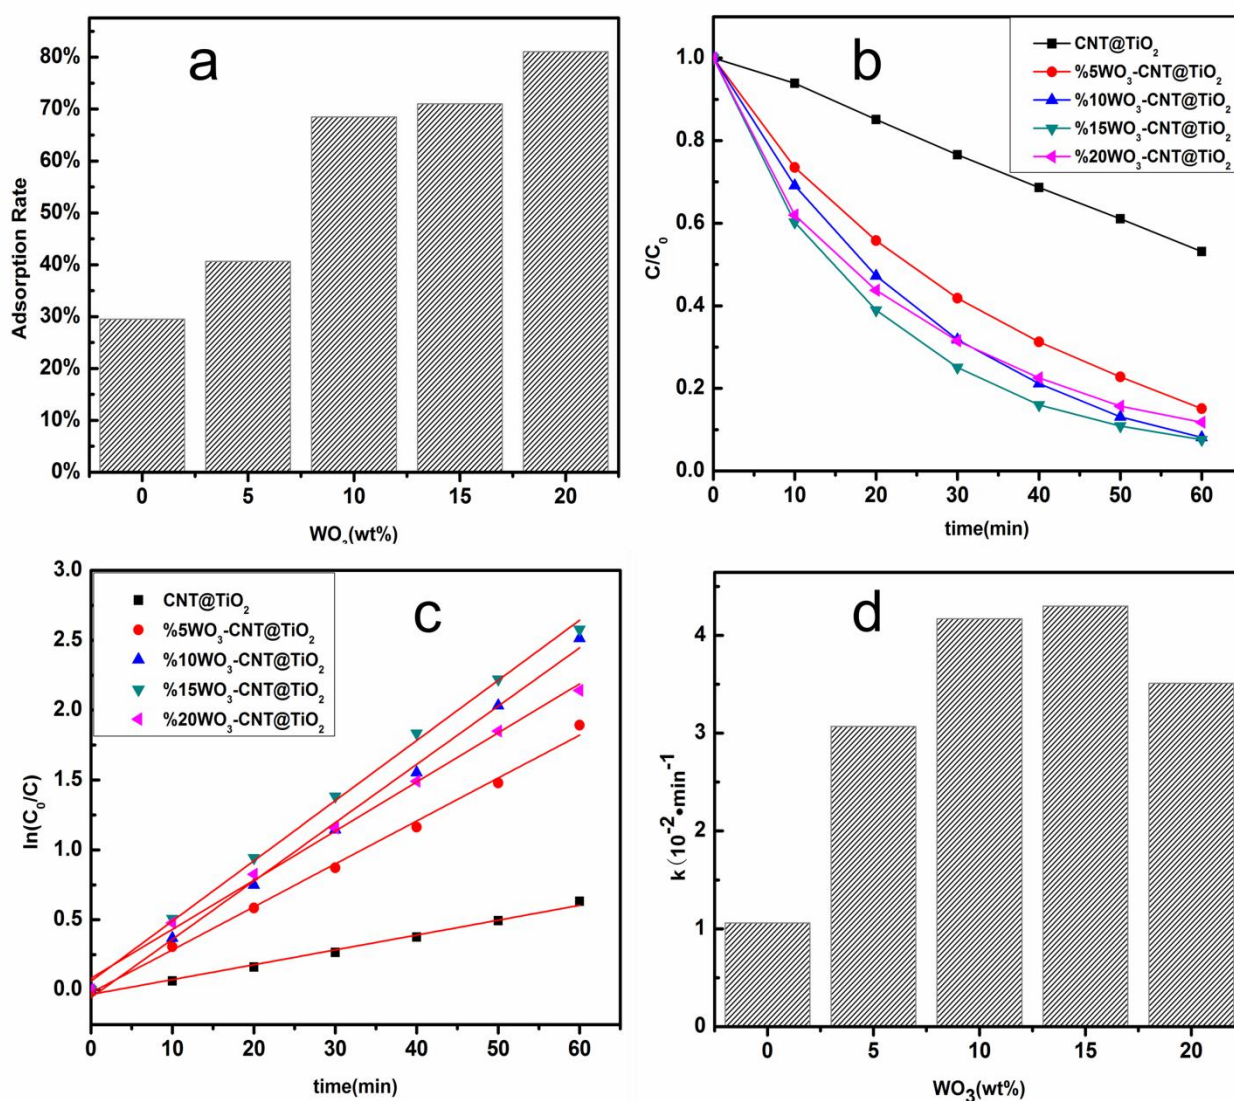 a
80%
70%
60%
50%
40%
30%
20%
10%
0%
Adsorption Rate
0 5 10 15 20
b
CNT@TiO₂
%5WO₃-CNT@TiO₂
%10WO₃-CNT@TiO₂
%15WO₃-CNT@TiO₂
%20WO₃-CNT@TiO₂
1.0
0.8
0.6
0.4
0.2
0.0
C/C₀
0 10 20 30 40 50 60
time(min)
c
CNT@TiO₂
%5WO₃-CNT@TiO₂
%10WO₃-CNT@TiO₂
%15WO₃-CNT@TiO₂
%20WO₃-CNT@TiO₂
3.0
2.5
2.0
1.5
1.0
0.5
0.0
ln(C₀/C)
0 10 20 30 40 50 60
time(min)
d
4
3
2
1
0
k (10⁻²•min⁻¹
0 5 10 15 20
WO₃(wt%)